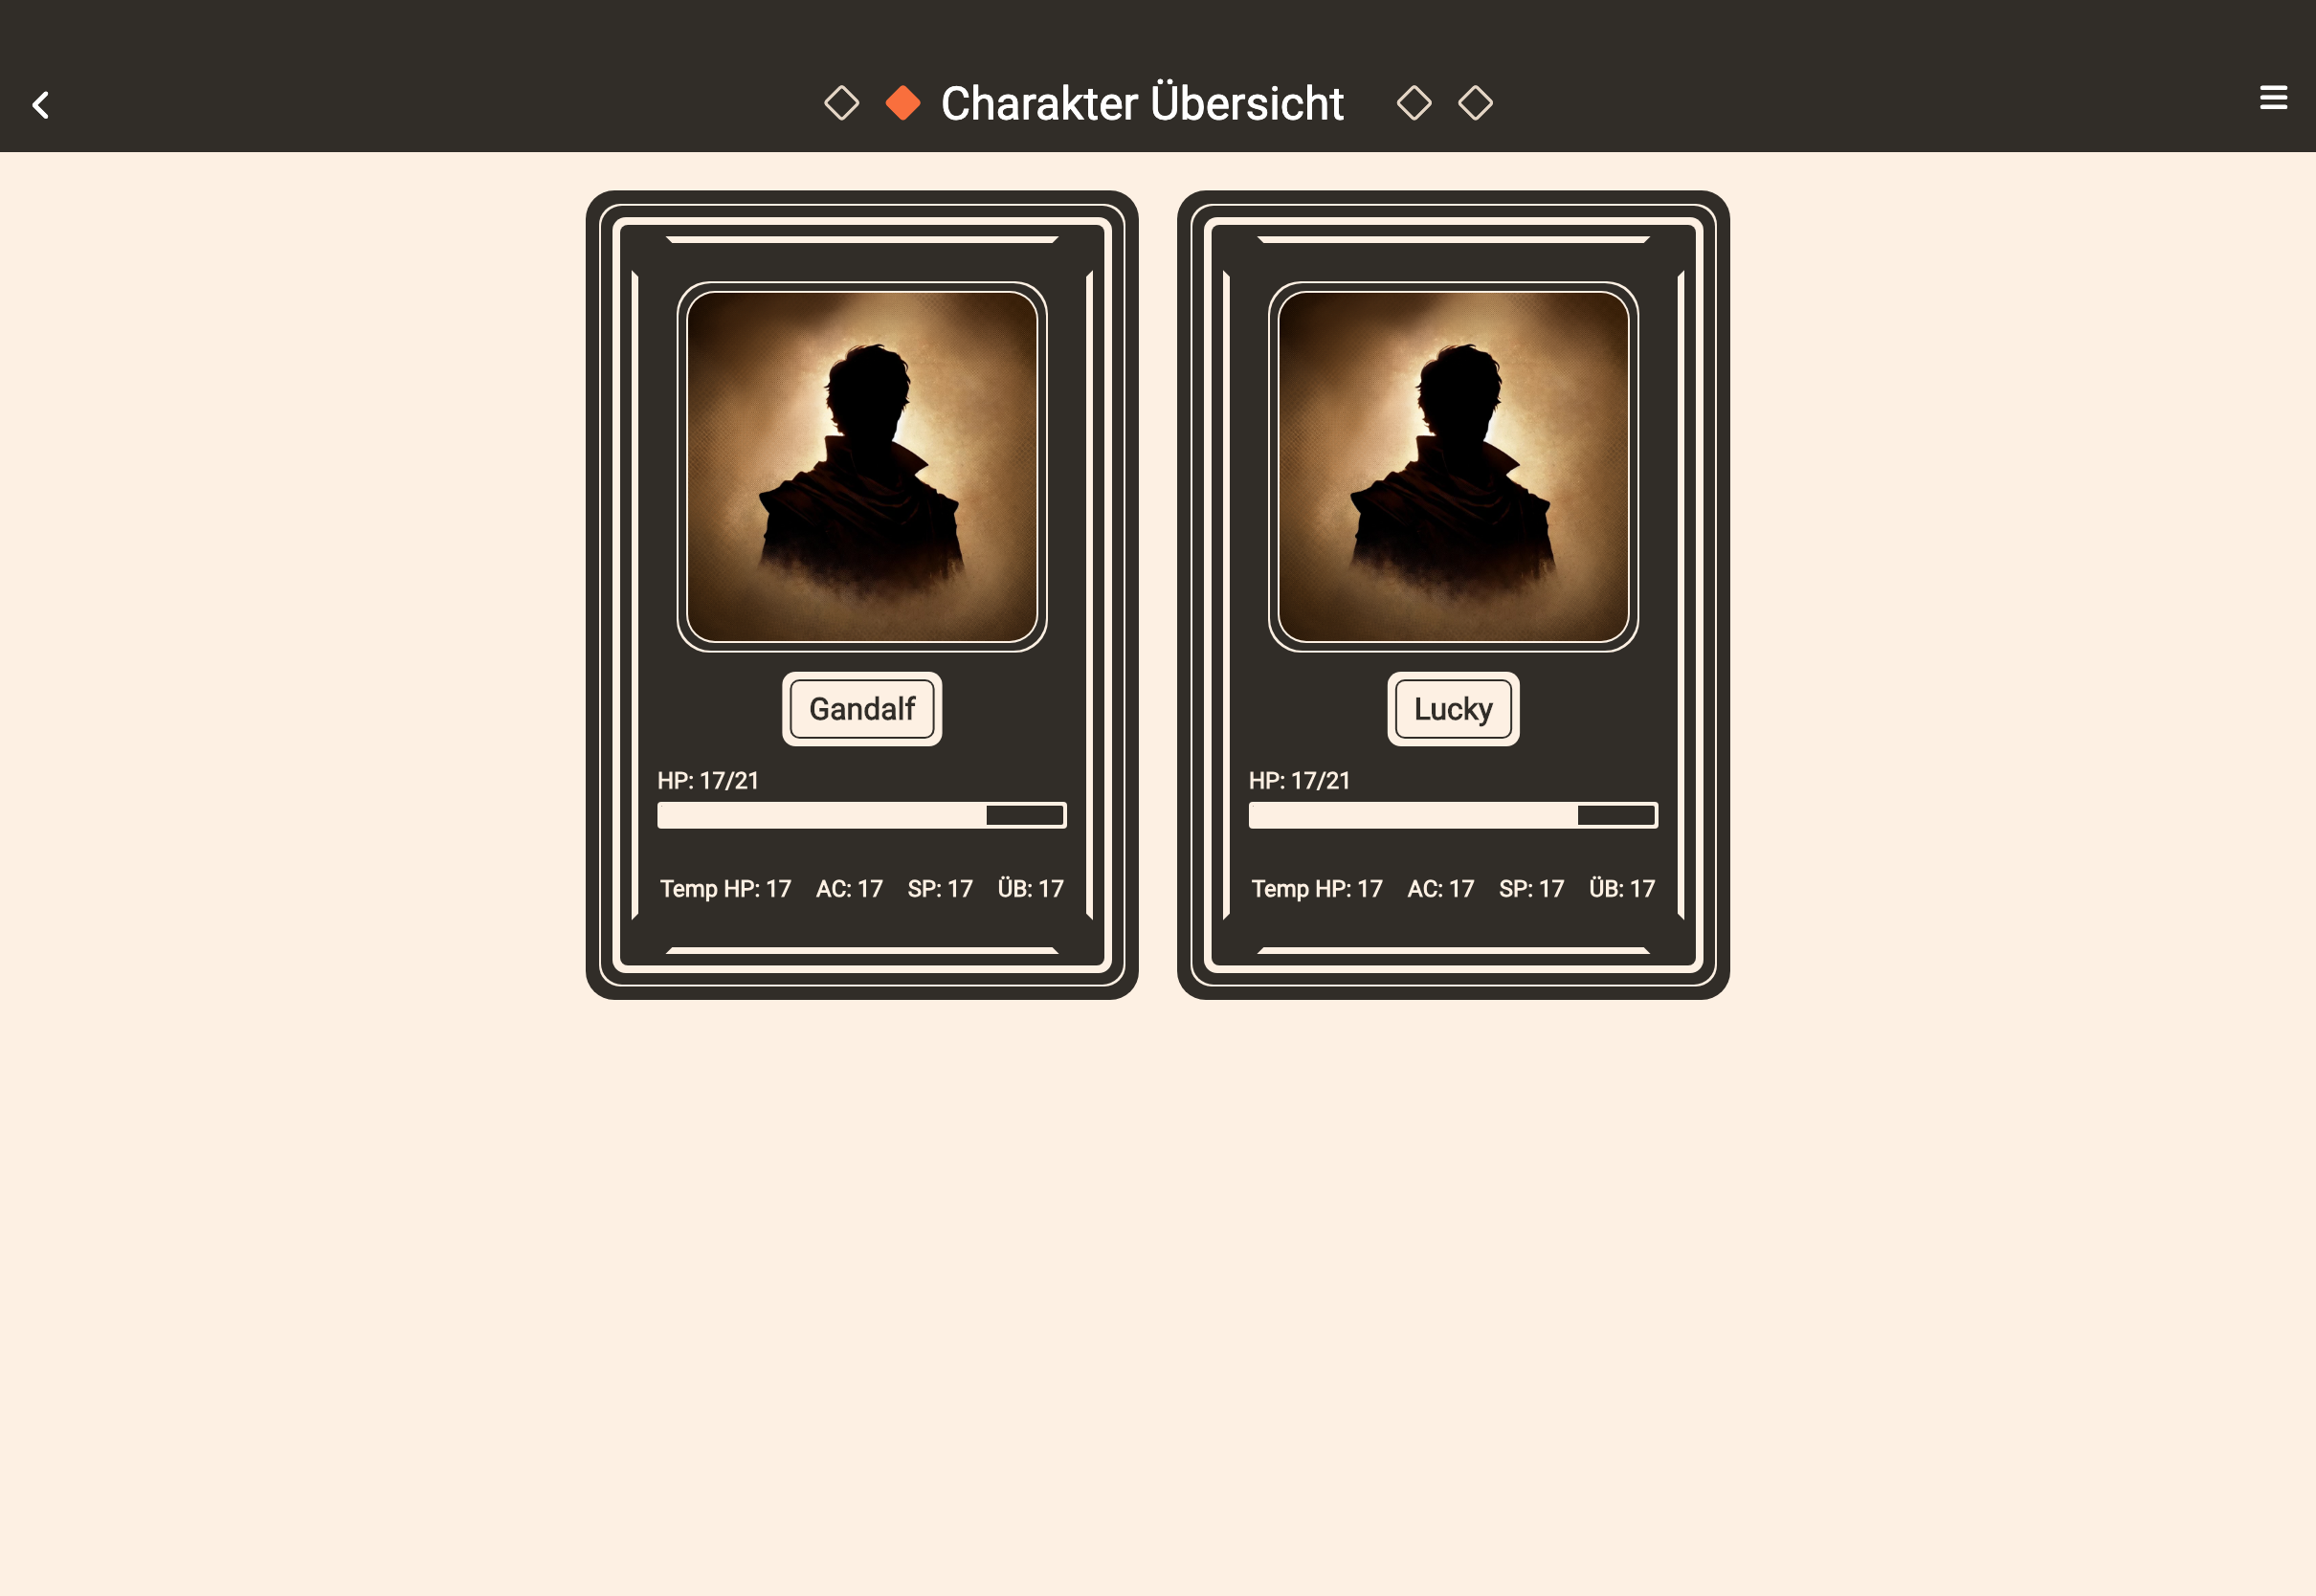 Charakter Übersicht
Gandalf
HP: 17/21
Temp HP: 17 AC: 17 SP: 17 ÜB: 17
Lucky
HP: 17/21
Temp HP: 17 AC: 17 SP: 17 ÜB: 17